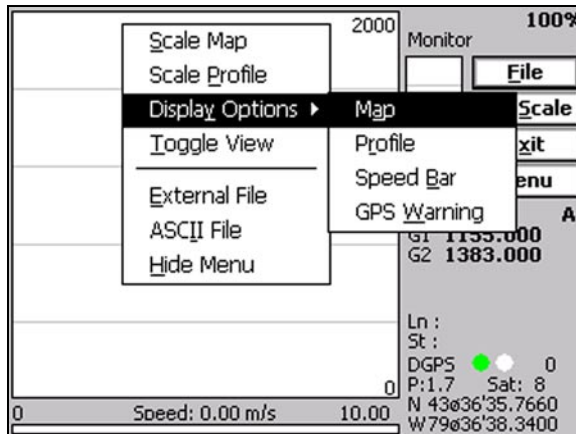 2000
100%
Monitor
Scale Map
Scale Profile
Display Options
Toggle View
External File
ASCII File
Hide Menu
Map
Profile
Speed Bar
GPS Warning
File
Scale
xit
enu
A
G1 1155.000
G2 1383.000
Ln :
St :
DGPS 0
P:1.7 Sat: 8
N 43ø36'35.7660
W79ø36'38.3400
0
0 Speed: 0.00 m/s 10.00